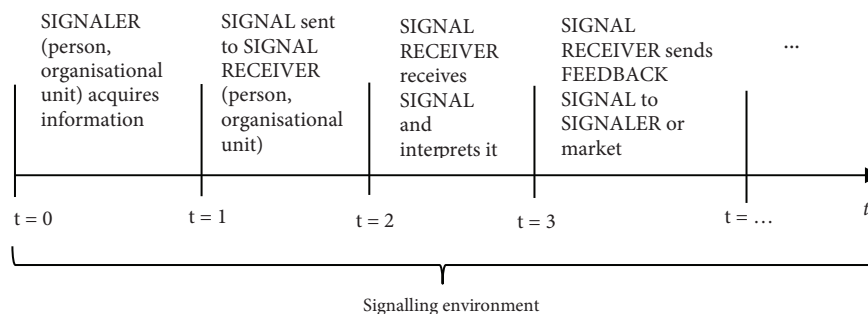 SIGNALER
(person,
organisational
unit) acquires
information
SIGNAL sent
to SIGNAL
RECEIVER
(person,
organisational
unit)
SIGNAL
RECEIVER
receives
SIGNAL
and
interprets it
SIGNAL
RECEIVER sends
FEEDBACK
SIGNAL to
SIGNALER or
market
...
t = 0
t = 1
t = 2
t = 3
t = …
t
Signalling environment